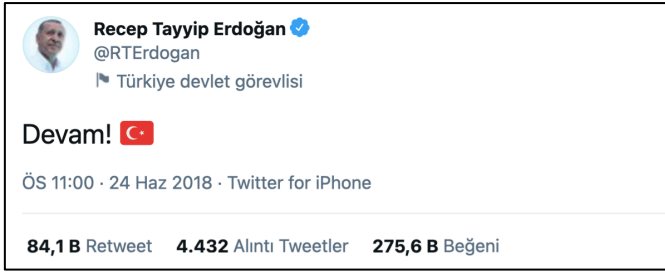 Recep Tayyip Erdoğan
@RTErdogan
Türkiye devlet görevlisi
Devam! 🇹🇷
ÖS 11:00 · 24 Haz 2018 · Twitter for iPhone
84,1 B Retweet 4.432 Alıntı Tweetler 275,6 B Beğeni